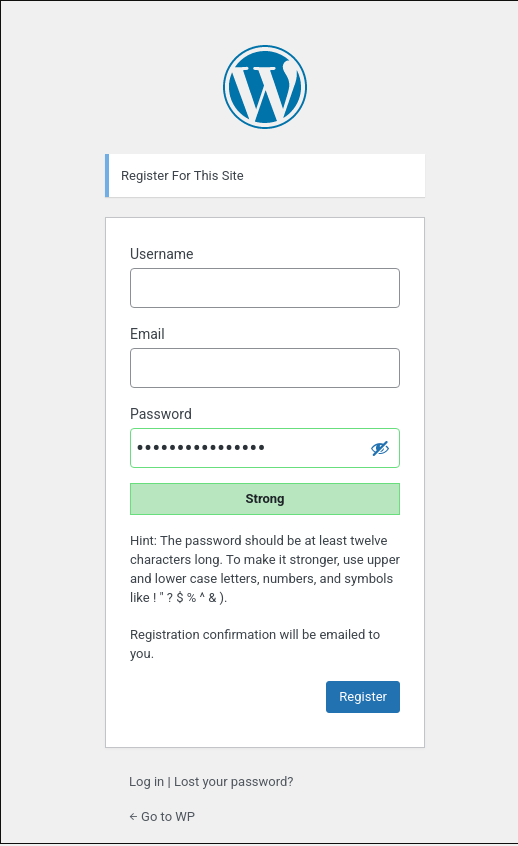 Register For This Site
Username
Email
Password
••••••••••••••••
Strong
Hint: The password should be at least twelve
characters long. To make it stronger, use upper
and lower case letters, numbers, and symbols
like ! " ? $ % ^ & ).
Registration confirmation will be emailed to
you.
Register
Log in | Lost your password?
← Go to WP